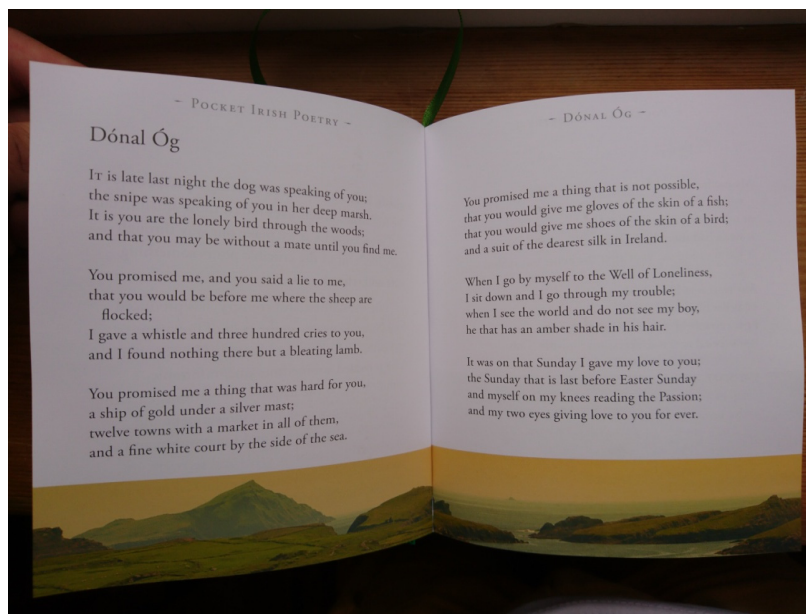 ~ Pocket Irish Poetry ~
Dónal Óg
It is late last night the dog was speaking of you;
the snipe was speaking of you in her deep marsh.
It is you are the lonely bird through the woods;
and that you may be without a mate until you find me.
You promised me, and you said a lie to me,
that you would be before me where the sheep are
flocked;
I gave a whistle and three hundred cries to you,
and I found nothing there but a bleating lamb.
You promised me a thing that was hard for you,
a ship of gold under a silver mast;
twelve towns with a market in all of them,
and a fine white court by the side of the sea.
~ Dónal Óg ~
You promised me a thing that is not possible,
that you would give me gloves of the skin of a fish;
that you would give me shoes of the skin of a bird;
and a suit of the dearest silk in Ireland.
When I go by myself to the Well of Loneliness,
I sit down and I go through my trouble;
when I see the world and do not see my boy,
he that has an amber shade in his hair.
It was on that Sunday I gave my love to you;
the Sunday that is last before Easter Sunday
and myself on my knees reading the Passion;
and my two eyes giving love to you for ever.